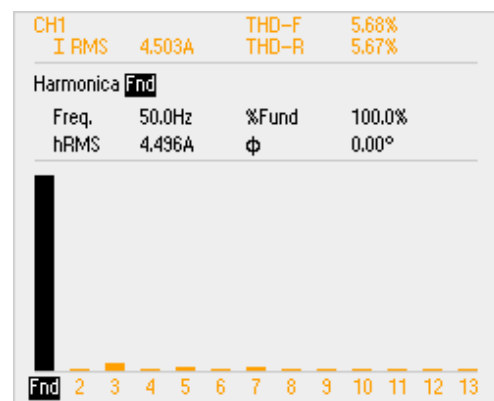 CH1 THD-F 5.68%
I RMS 4.503A THD-R 5.67%
Harmonica Fnd
Freq. 50.0Hz %Fund 100.0%
hRMS 4.496A ϕ 0.00°
Fnd 2 3 4 5 6 7 8 9 10 11 12 13